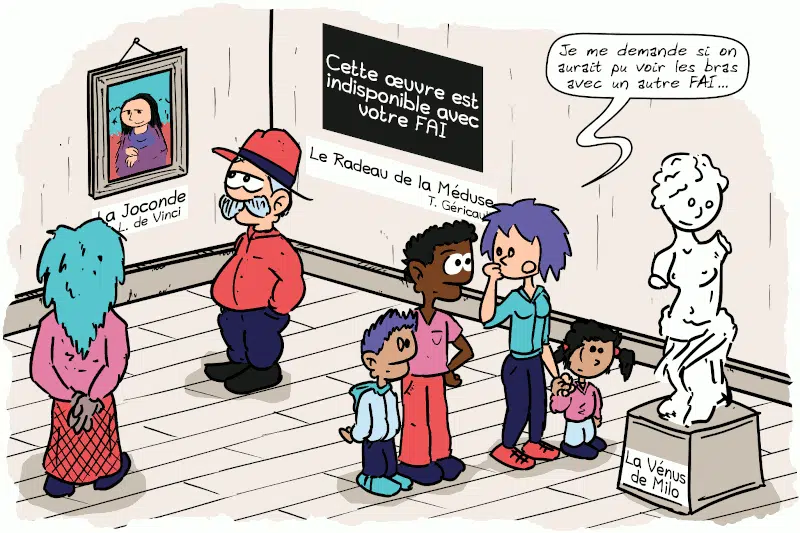 Cette œuvre est
indisponible avec
votre FAI
Je me demande si on
aurait pu voir les bras
avec un autre FAI...
Le Radeau de la Méduse
T. Géricaul
La Joconde
L. de Vinci
La Vénus
de Milo